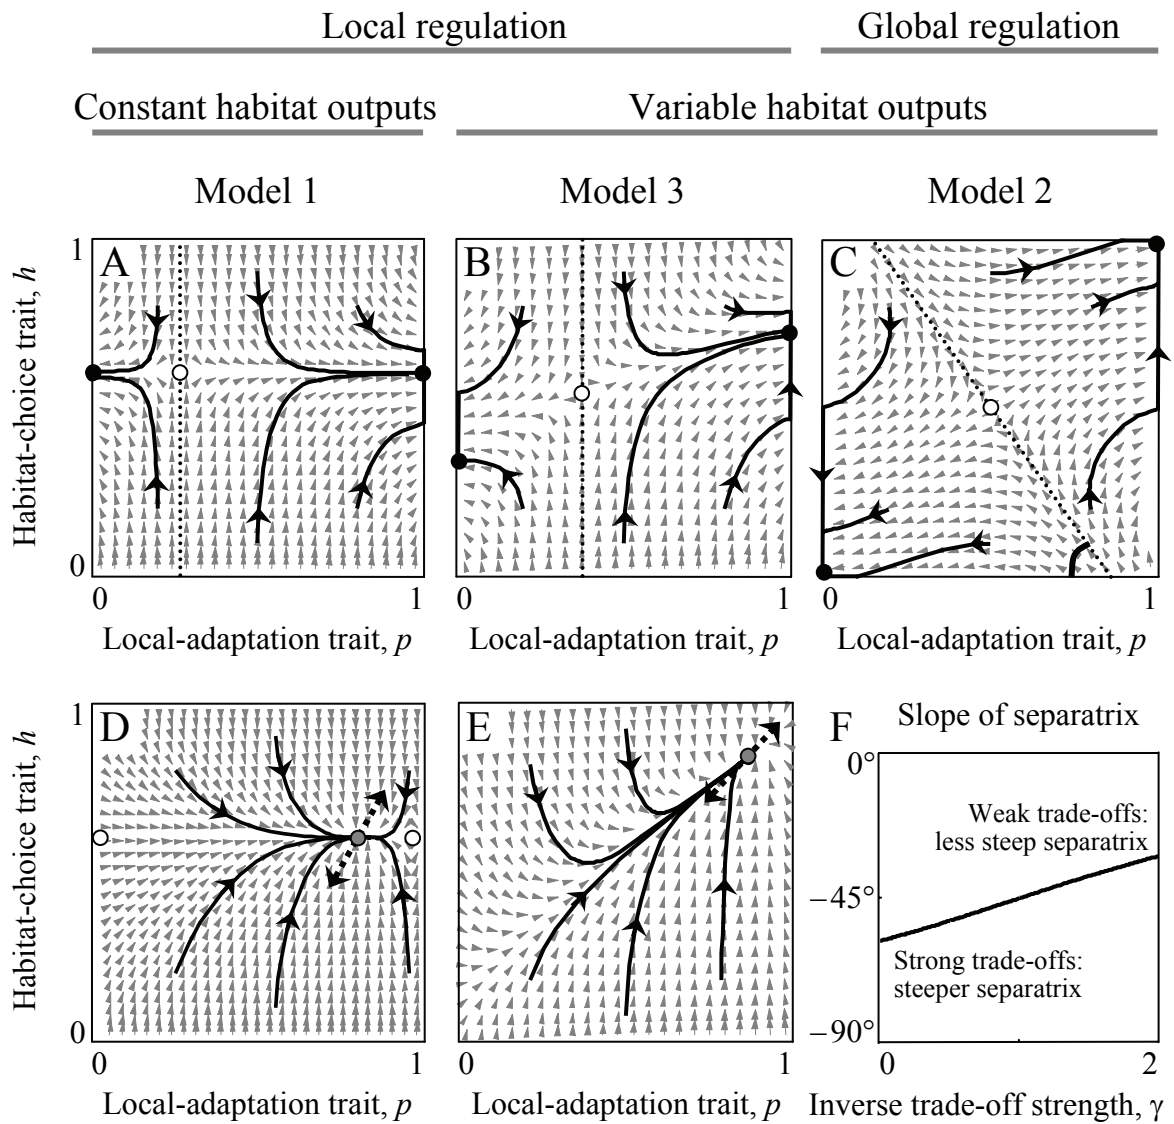 Local regulation
Global regulation
Constant habitat outputs
Variable habitat outputs
Model 1
Model 3
Model 2
Habitat-choice trait, h
1
0
A
B
C
0
1
0
1
0
1
Local-adaptation trait, p
Local-adaptation trait, p
Local-adaptation trait, p
Habitat-choice trait, h
1
0
D
E
F
Slope of separatrix
0°
−45°
−90°
Weak trade-offs:
less steep separatrix
Strong trade-offs:
steeper separatrix
0
1
0
1
0
2
Local-adaptation trait, p
Local-adaptation trait, p
Inverse trade-off strength, γ